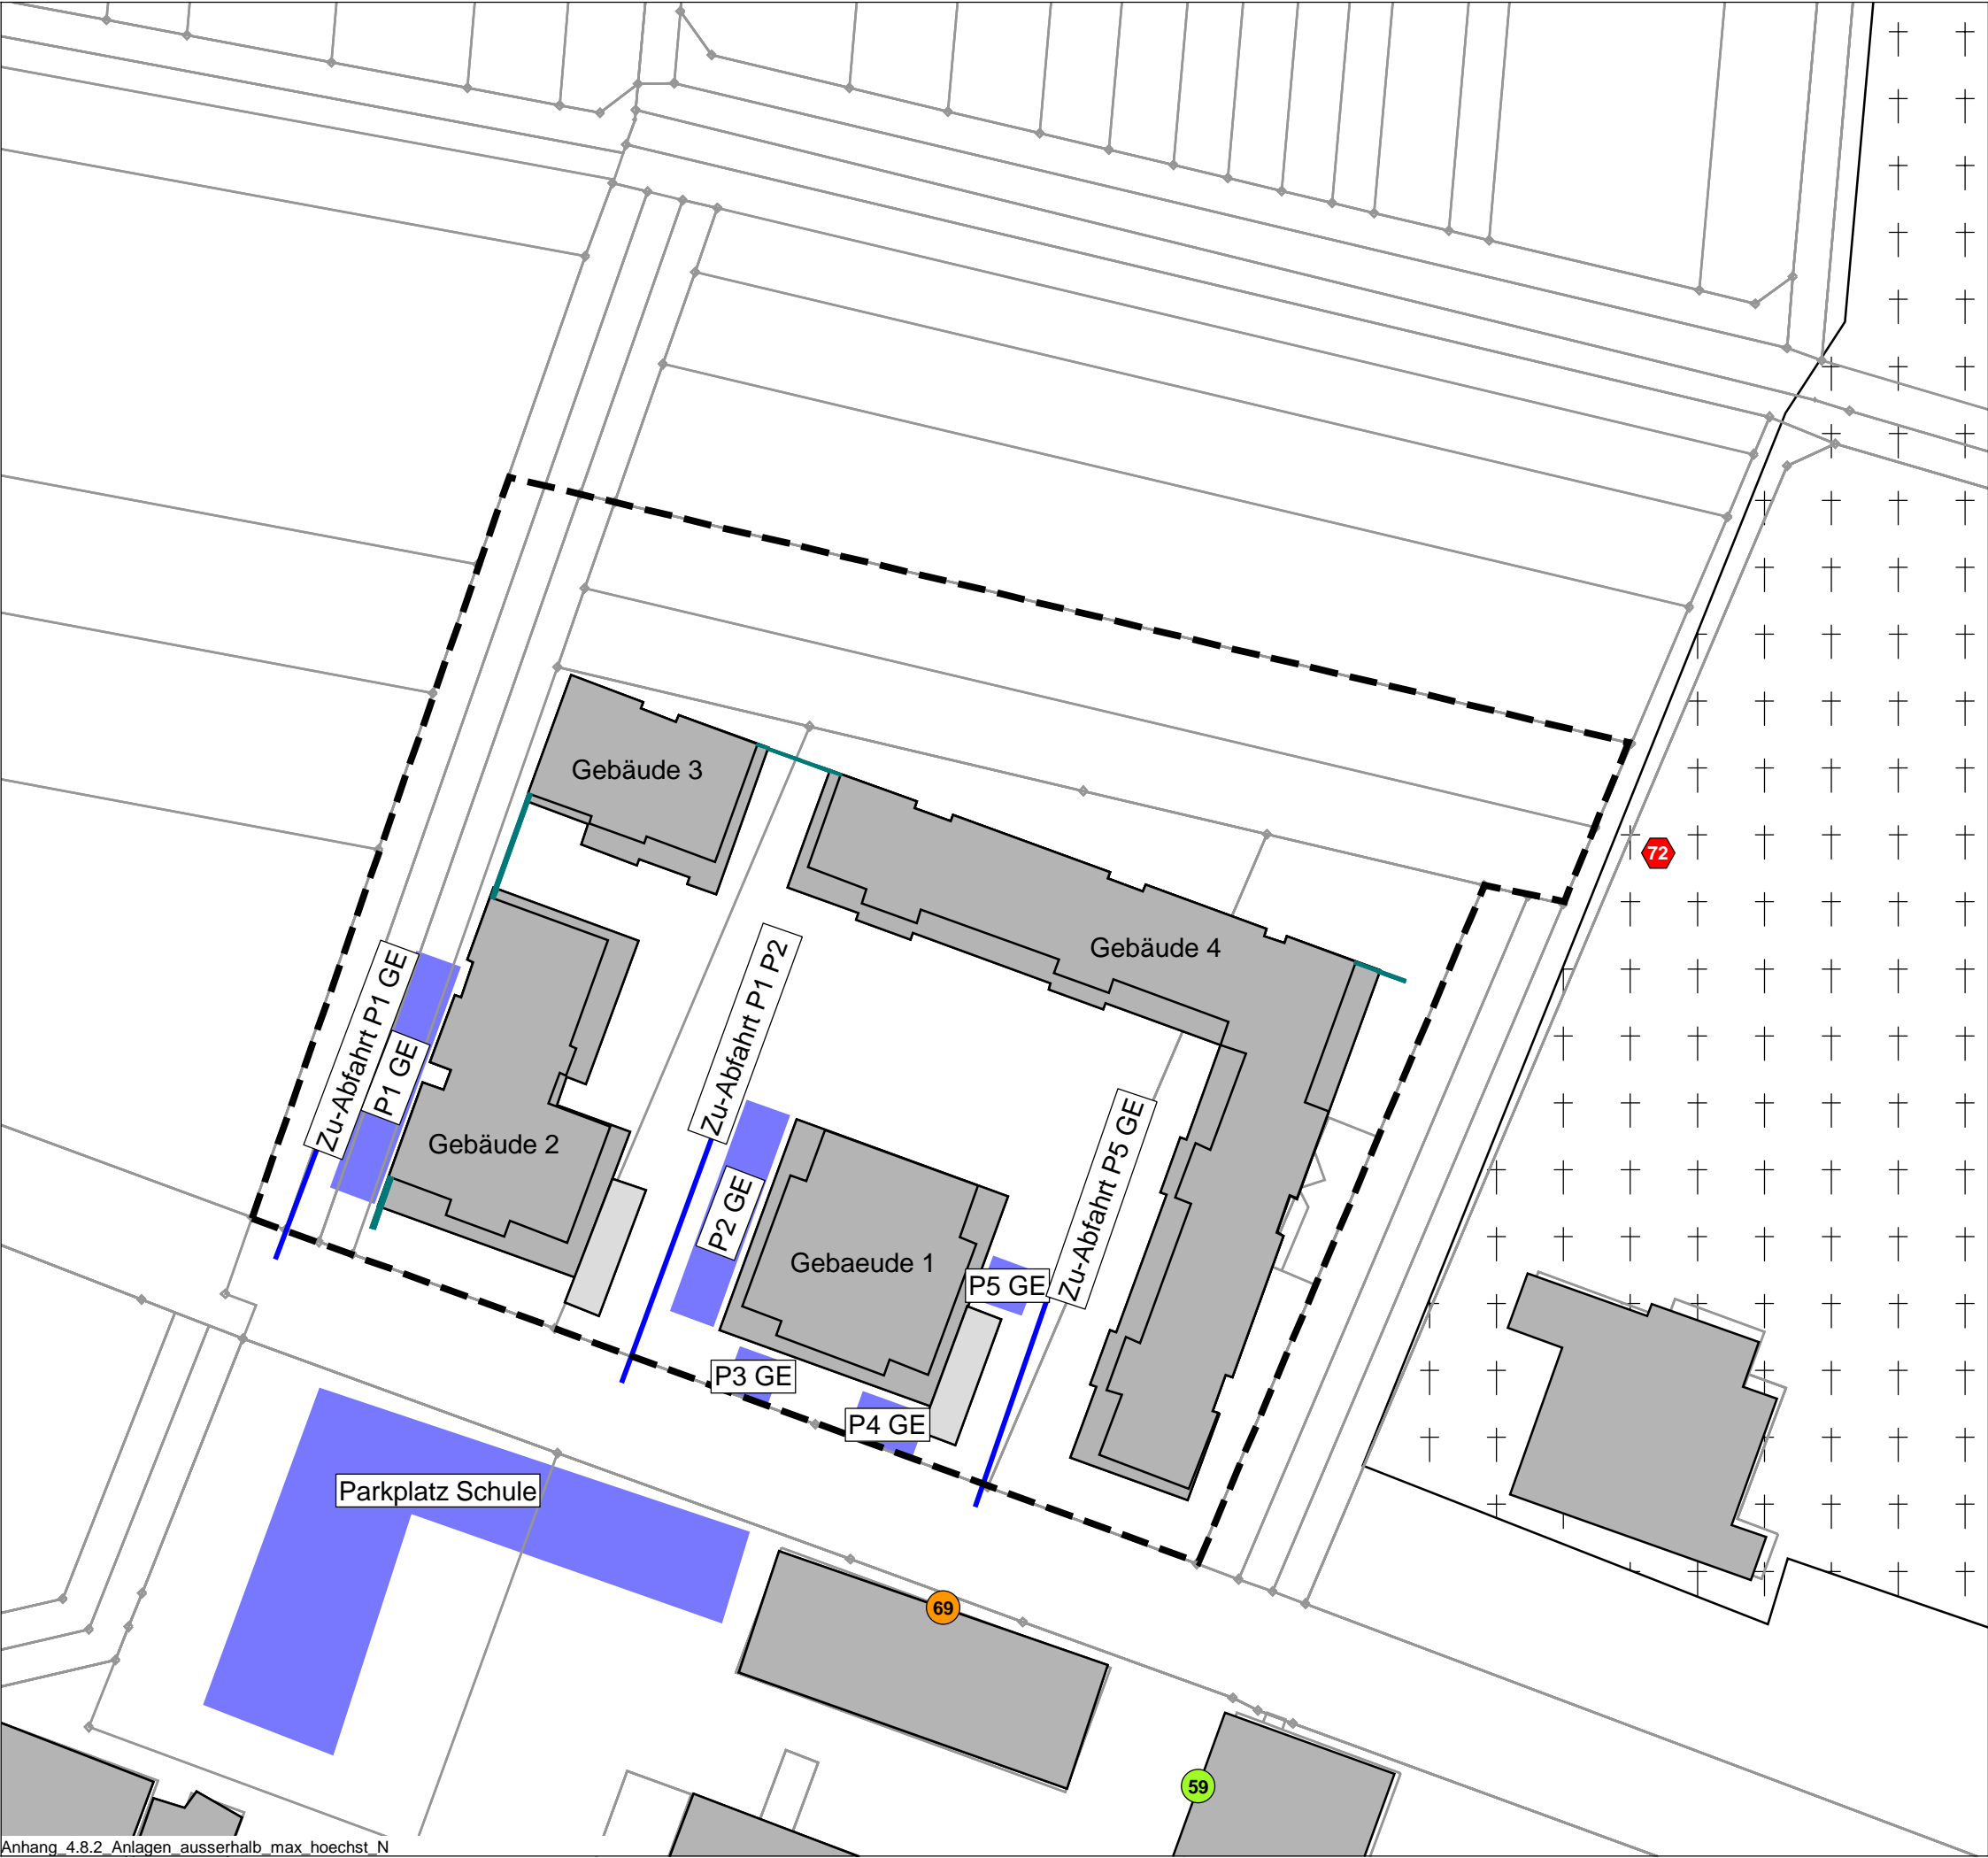 Gebäude 3
72
Gebäude 4
Zu-Abfahrt P1 GE
Zu-Abfahrt P1 P2
P1 GE
Gebäude 2
Zu-Abfahrt P5 GE
P2 GE
Gebaeude 1
P5 GE
P3 GE
P4 GE
Parkplatz Schule
69
59
Anhang_4.8.2_Anlagen_ausserhalb_max_hoechst_N